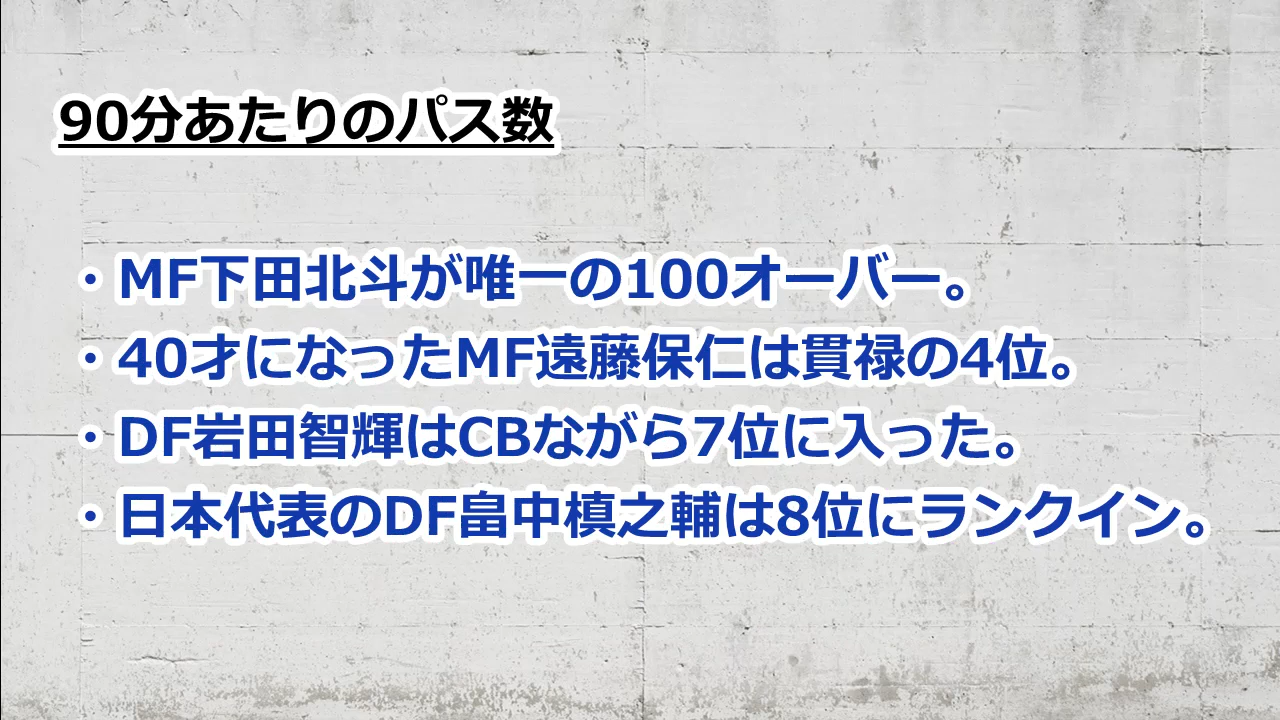 90分あたりのパス数
・MF下田北斗が唯一の100オーバー。
・40才になったMF遠藤保仁は貫禄の4位。
・DF岩田智輝はCBながら7位に入った。
・日本代表のDF畠中槙之輔は8位にランクイン。